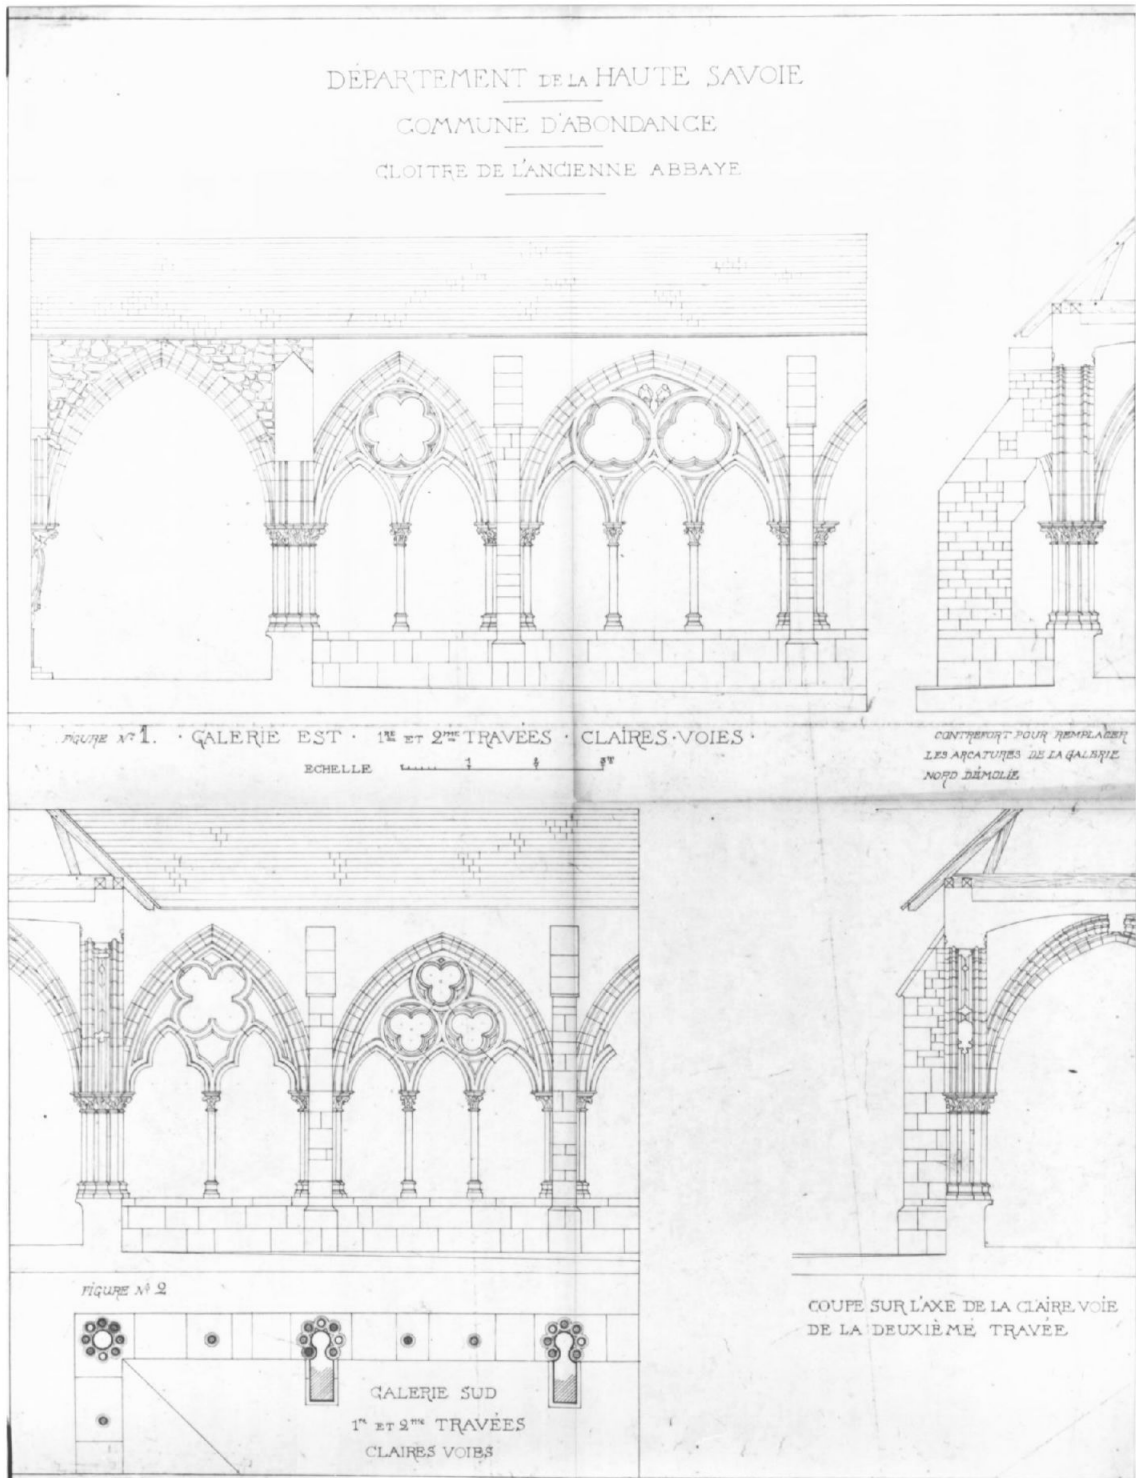 DÉPARTEMENT DE LA HAUTE SAVOIE
COMMUNE D'ABONDANCE
CLOITRE DE L'ANCIENNE ABBAYE
FIGURE Nº 1. · GALERIE EST · 1RE ET 2ME TRAVÉES · CLAIRES·VOIES ·
ECHELLE
CONTREFORT POUR REMPLACER
LES ARCATURES DE LA GALERIE
NORD DÉMOLIE
FIGURE Nº 2
COUPE SUR L'AXE DE LA CLAIRE VOIE
DE LA DEUXIÈME TRAVÉE
GALERIE SUD
1RE ET 2ME TRAVÉES
CLAIRES VOIES